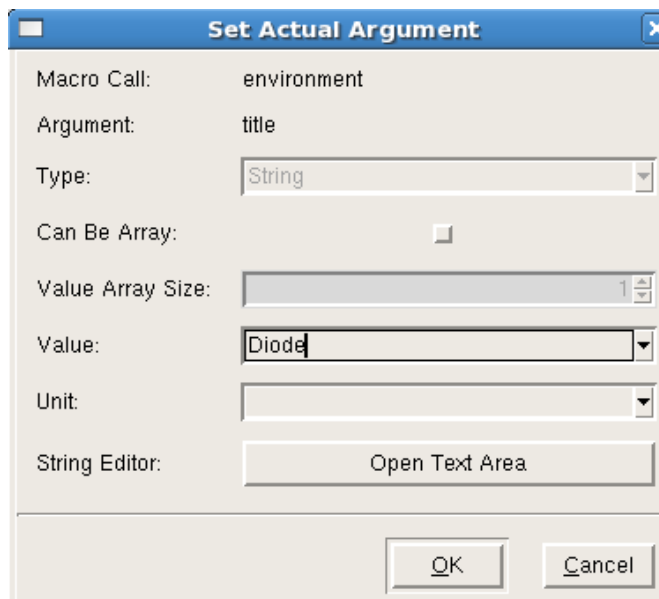 Set Actual Argument
Macro Call: environment
Argument: title
Type: String
Can Be Array:
Value Array Size: 1
Value: Diode
Unit:
String Editor: Open Text Area
OK Cancel